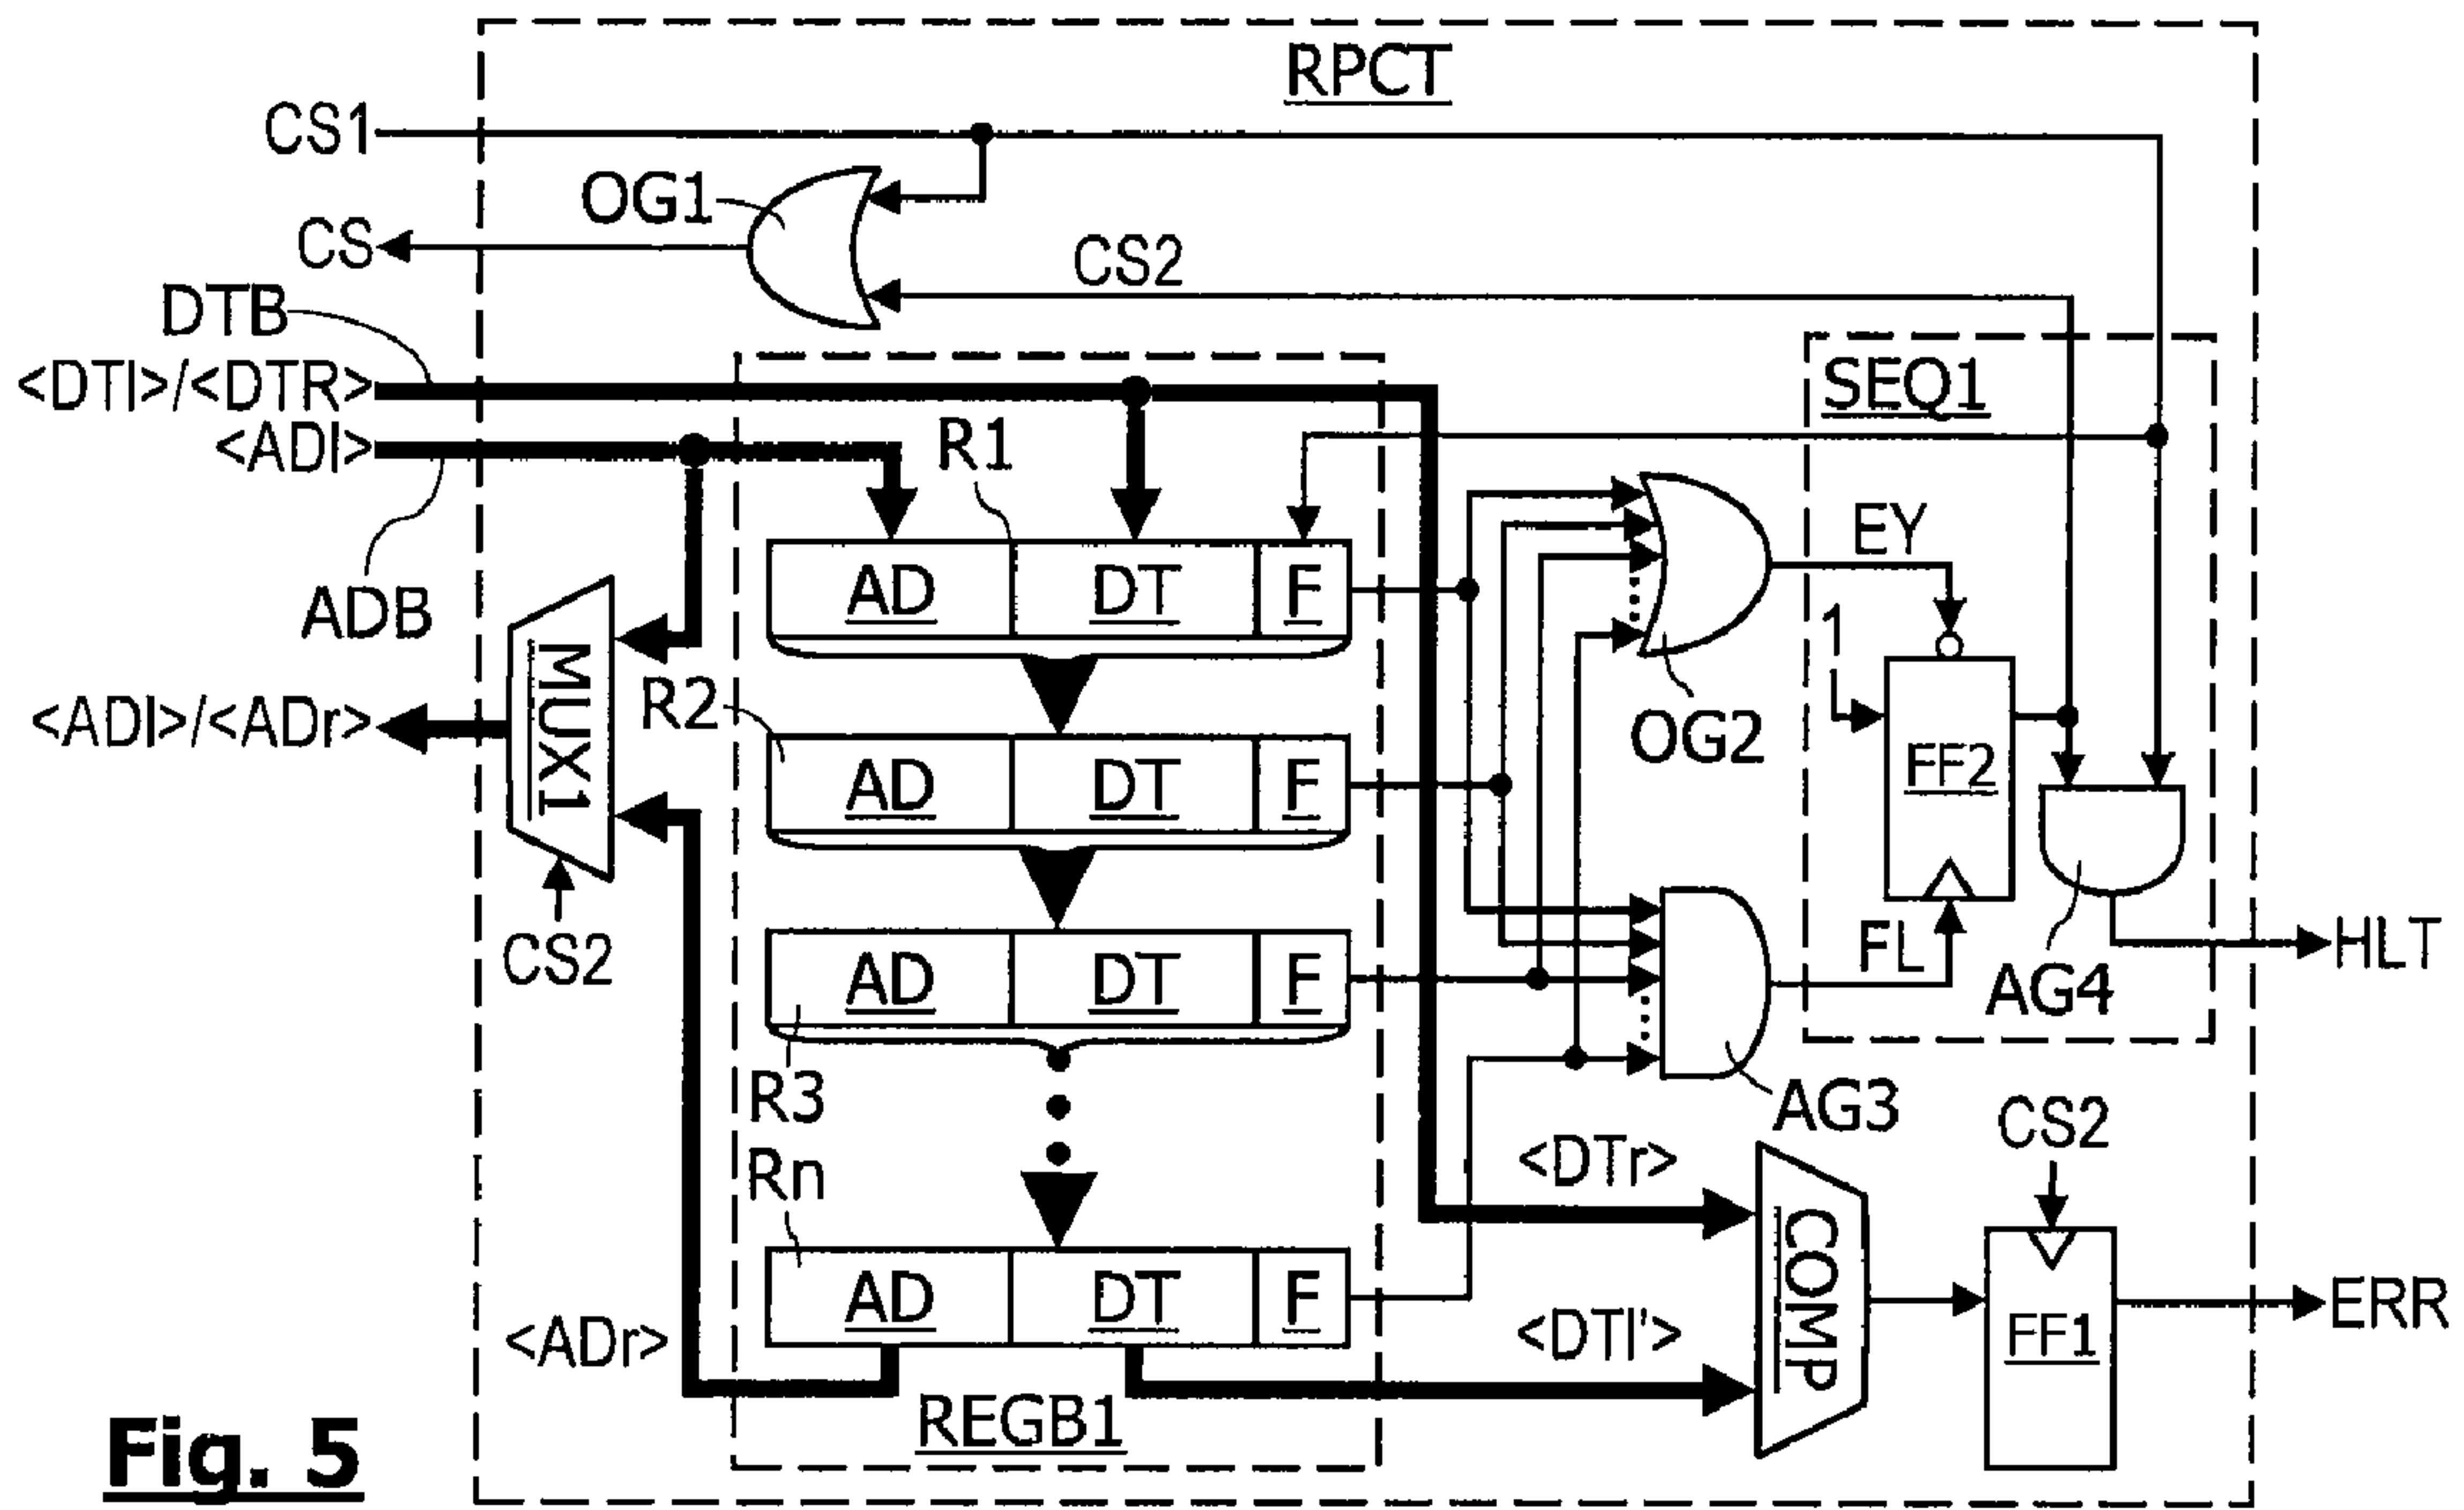 RPCT
CS1
OG1
CS
CS2
DTB
<DTI>/<DTR>
<ADI>
SEQ1
R1
EY
ADB
AD DT F
1
MUX1
R2
<ADI>/<ADr>
OG2
FF2
AD DT F
CS2
FL
HLT
AD DT F
AG4
R3
AG3
CS2
Rn
<DTr>
COMP
AD DT F
ERR
<ADr>
<DTI'>
FF1
REGB1
Fig. 5